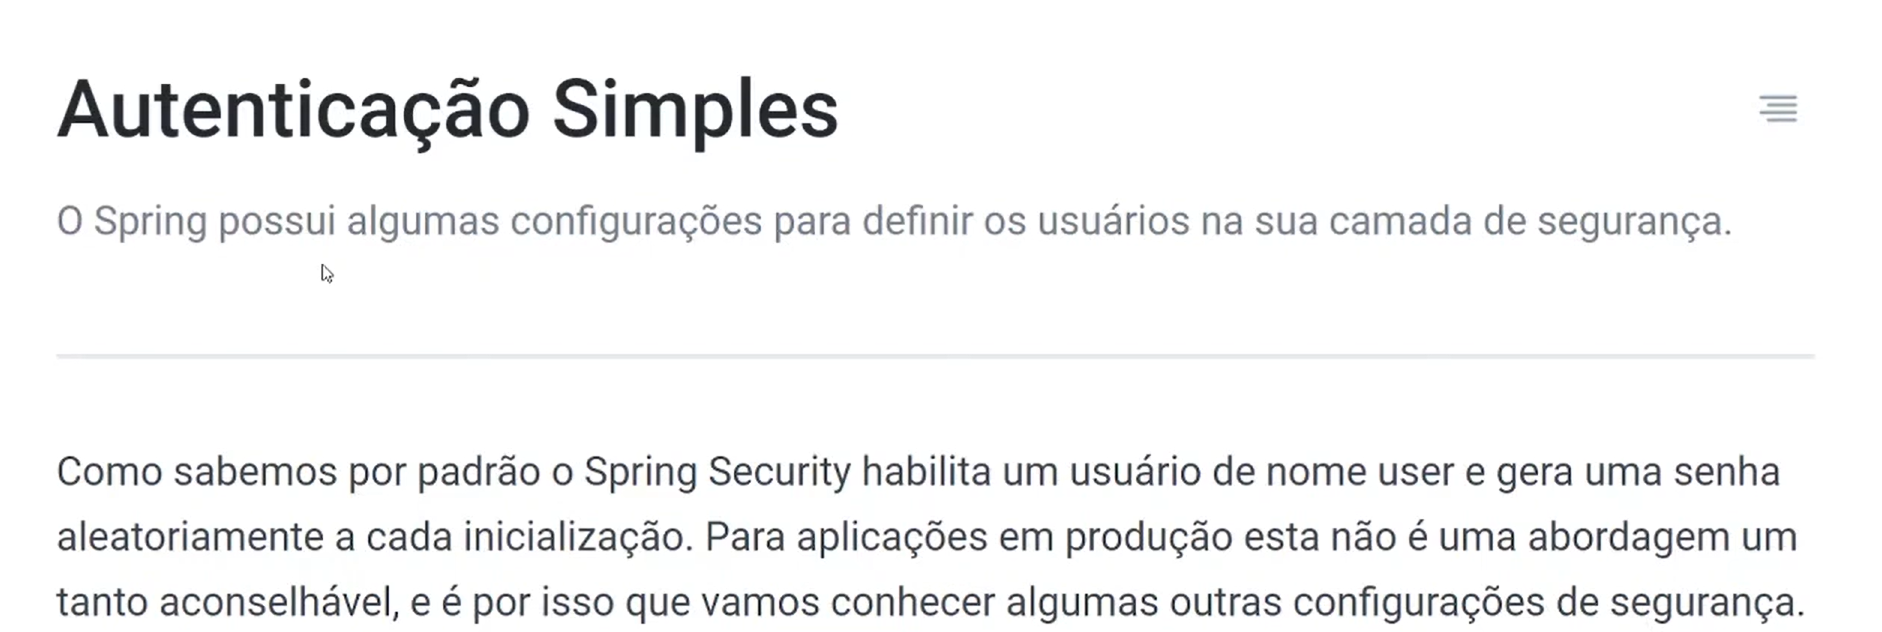 Autenticação Simples
O Spring possui algumas configurações para definir os usuários na sua camada de segurança.
Como sabemos por padrão o Spring Security habilita um usuário de nome user e gera uma senha
aleatoriamente a cada inicialização. Para aplicações em produção esta não é uma abordagem um
tanto aconselhável, e é por isso que vamos conhecer algumas outras configurações de segurança.